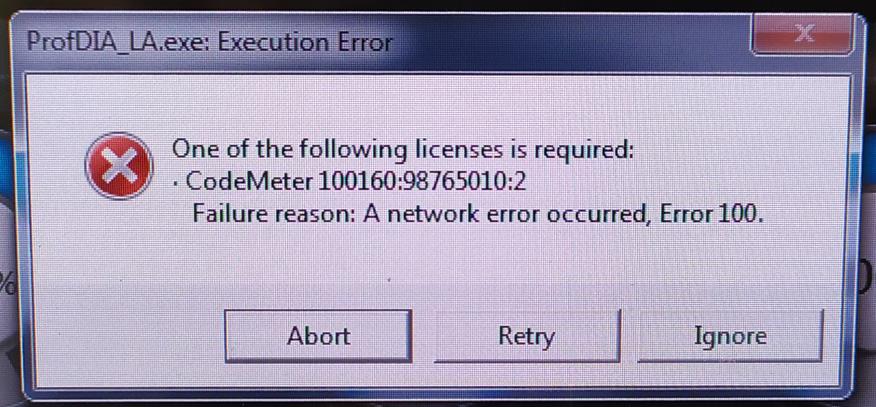 ProfDIA_LA.exe: Execution Error
One of the following licenses is required:
· CodeMeter 100160:98765010:2
Failure reason: A network error occurred, Error 100.
%
0
Abort
Retry
Ignore